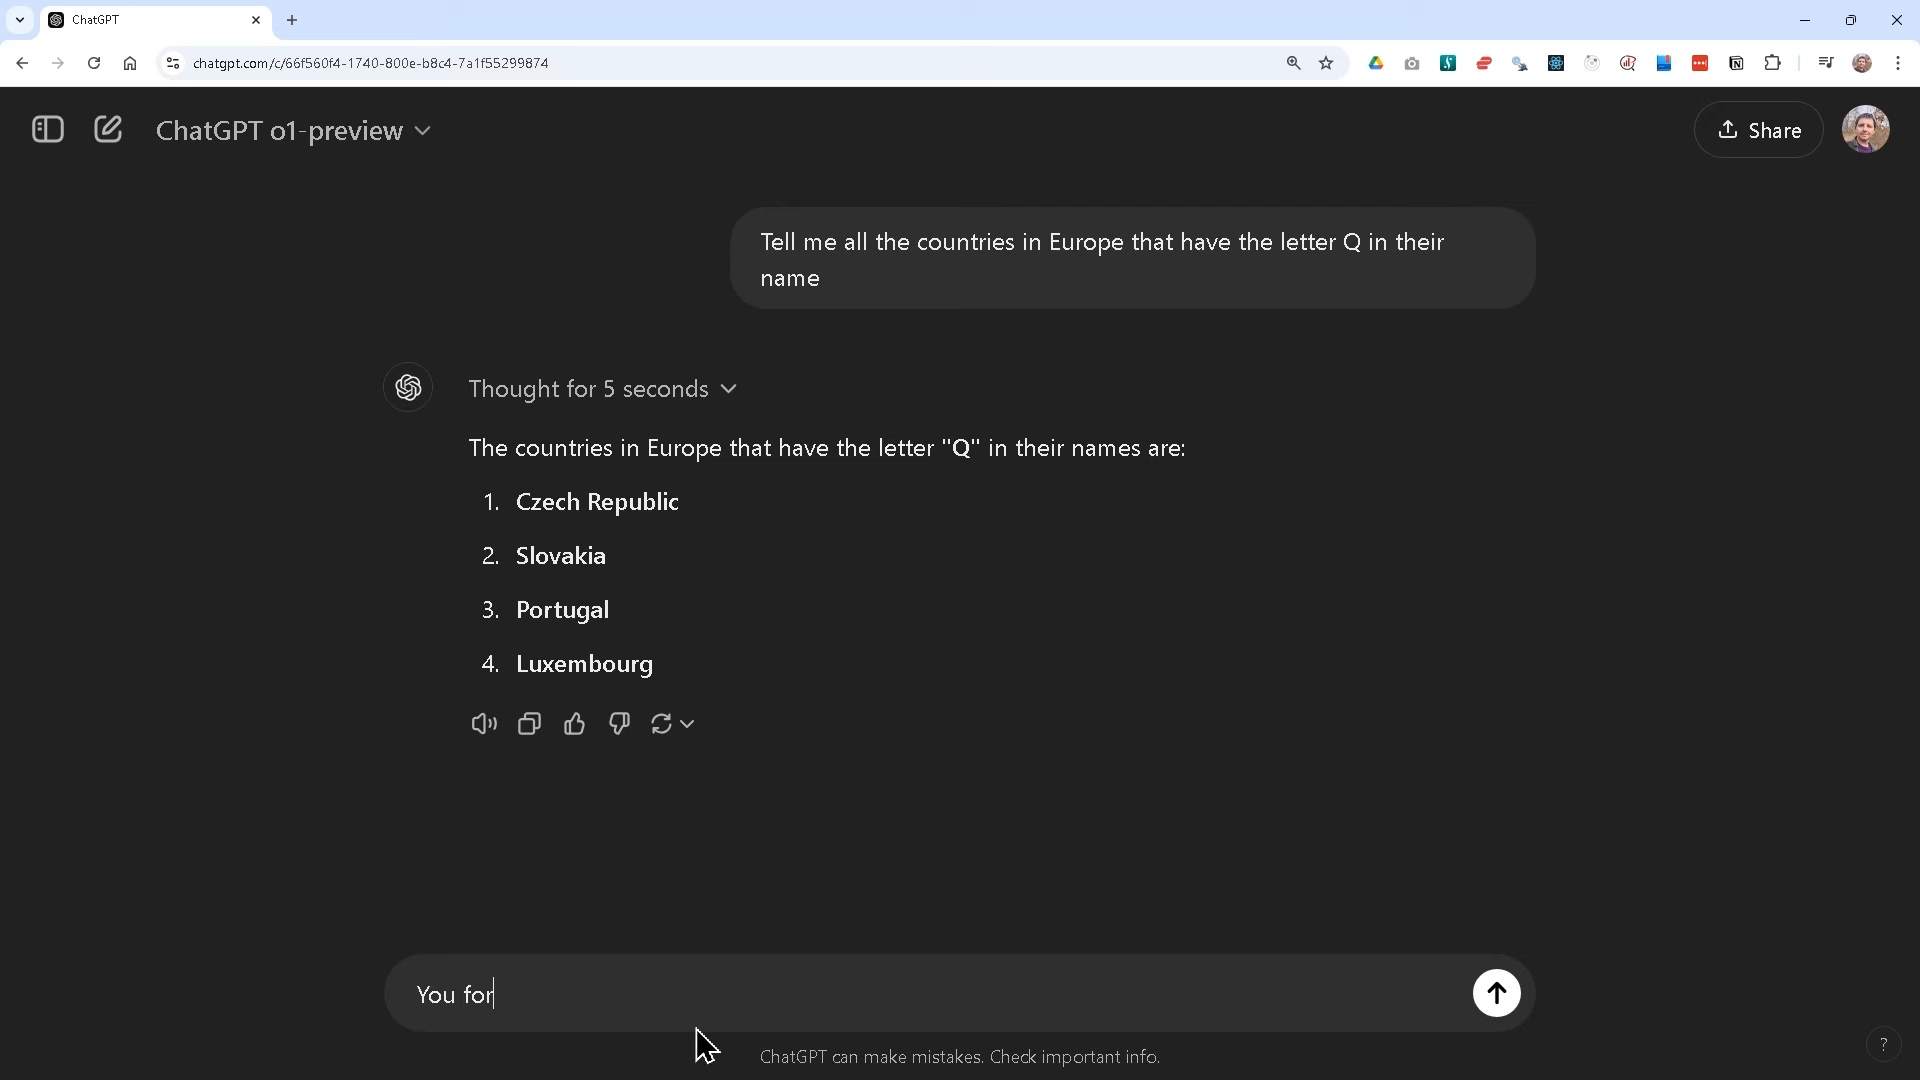 ChatGPT
chatgpt.com/c/66f560f4-1740-800e-b8c4-7a1f55299874
ChatGPT o1-preview
Share
Tell me all the countries in Europe that have the letter Q in their
name
Thought for 5 seconds
The countries in Europe that have the letter "Q" in their names are:
1. Czech Republic
2. Slovakia
3. Portugal
4. Luxembourg
You for
ChatGPT can make mistakes. Check important info.
?